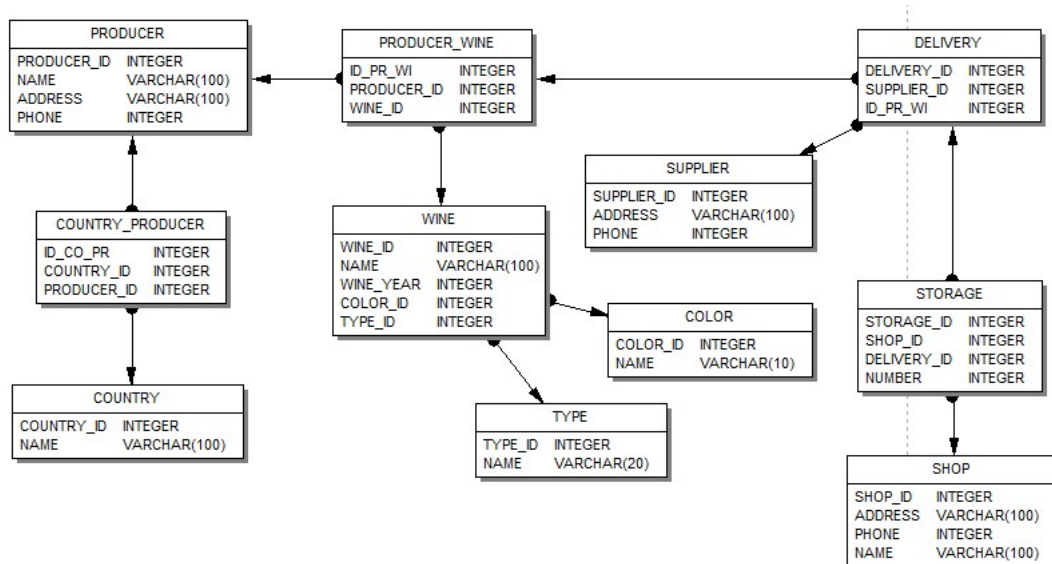 PRODUCER
PRODUCER_ID INTEGER
NAME VARCHAR(100)
ADDRESS VARCHAR(100)
PHONE INTEGER
PRODUCER_WINE
ID_PR_WI INTEGER
PRODUCER_ID INTEGER
WINE_ID INTEGER
DELIVERY
DELIVERY_ID INTEGER
SUPPLIER_ID INTEGER
ID_PR_WI INTEGER
SUPPLIER
SUPPLIER_ID INTEGER
ADDRESS VARCHAR(100)
PHONE INTEGER
COUNTRY_PRODUCER
ID_CO_PR INTEGER
COUNTRY_ID INTEGER
PRODUCER_ID INTEGER
WINE
WINE_ID INTEGER
NAME VARCHAR(100)
WINE_YEAR INTEGER
COLOR_ID INTEGER
TYPE_ID INTEGER
COLOR
COLOR_ID INTEGER
NAME VARCHAR(10)
STORAGE
STORAGE_ID INTEGER
SHOP_ID INTEGER
DELIVERY_ID INTEGER
NUMBER INTEGER
COUNTRY
COUNTRY_ID INTEGER
NAME VARCHAR(100)
TYPE
TYPE_ID INTEGER
NAME VARCHAR(20)
SHOP
SHOP_ID INTEGER
ADDRESS VARCHAR(100)
PHONE INTEGER
NAME VARCHAR(100)